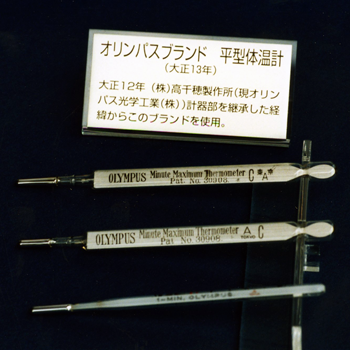 オリンパスブランド　平型体温計
（大正13年）
大正12年（株）高千穂製作所（現オリン
パス光学工業（株））計器部を継承した経
緯からこのブランドを使用。
OLYMPUS Minute Maximum Thermometer
Pat. No. 30908.
OLYMPUS Minute Maximum Thermometer
Pat. No 30908
TOKYO
OLYMPUS